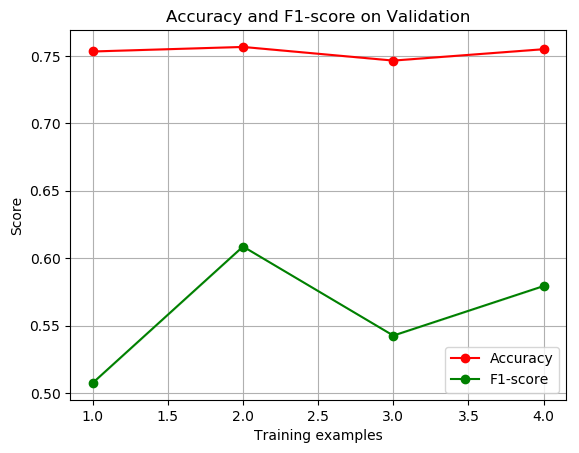 Accuracy and F1-score on Validation
0.75
0.70
0.65
0.60
0.55
0.50
Score
1.0 1.5 2.0 2.5 3.0 3.5 4.0
Training examples
Accuracy
F1-score